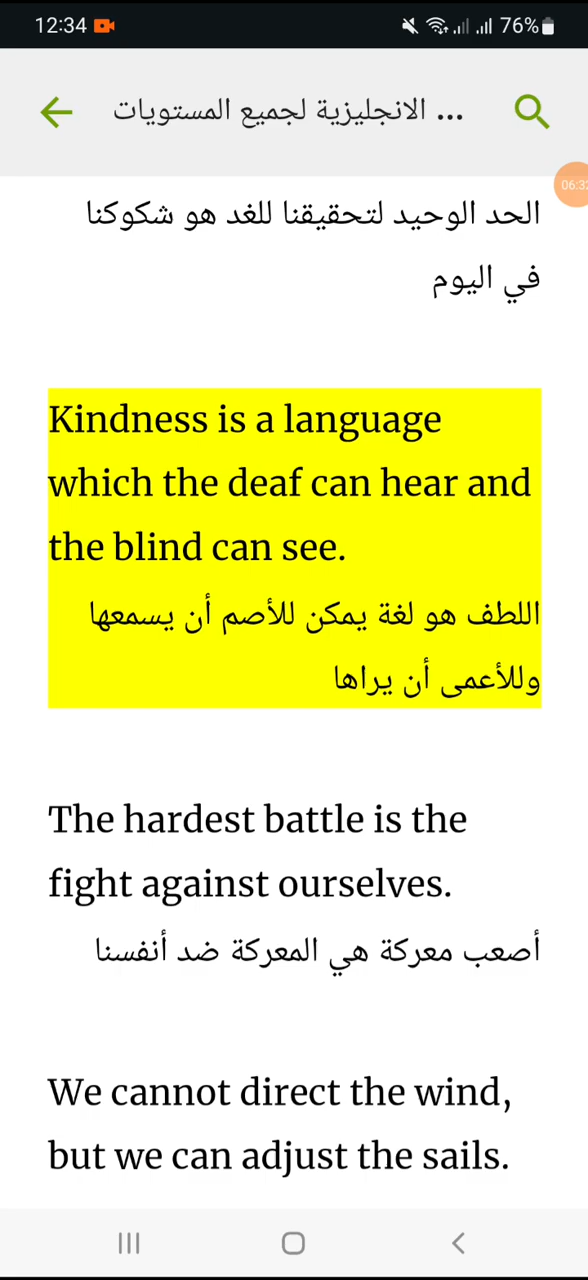 12:34
76%
... الانجليزية لجميع المستويات
الحد الوحيد لتحقيقنا للغد هو شكوكنا
في اليوم
Kindness is a language
which the deaf can hear and
the blind can see.
اللطف هو لغة يمكن للأصم أن يسمعها
وللأعمى أن يراها
The hardest battle is the
fight against ourselves.
أصعب معركة هي المعركة ضد أنفسنا
We cannot direct the wind,
but we can adjust the sails.